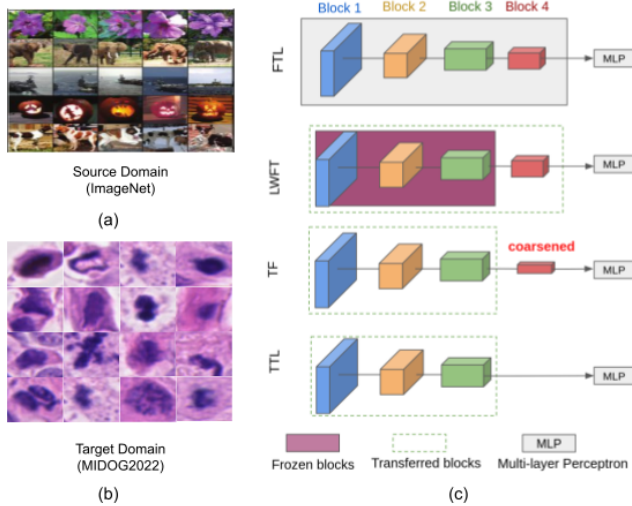 Source Domain
(ImageNet)
(a)
Target Domain
(MIDOG2022)
(b)
Block 1 Block 2 Block 3 Block 4
FTL
MLP
LWFT
MLP
coarsened
TF
MLP
TTL
MLP
MLP
Frozen blocks Transferred blocks Multi-layer Perceptron
(c)